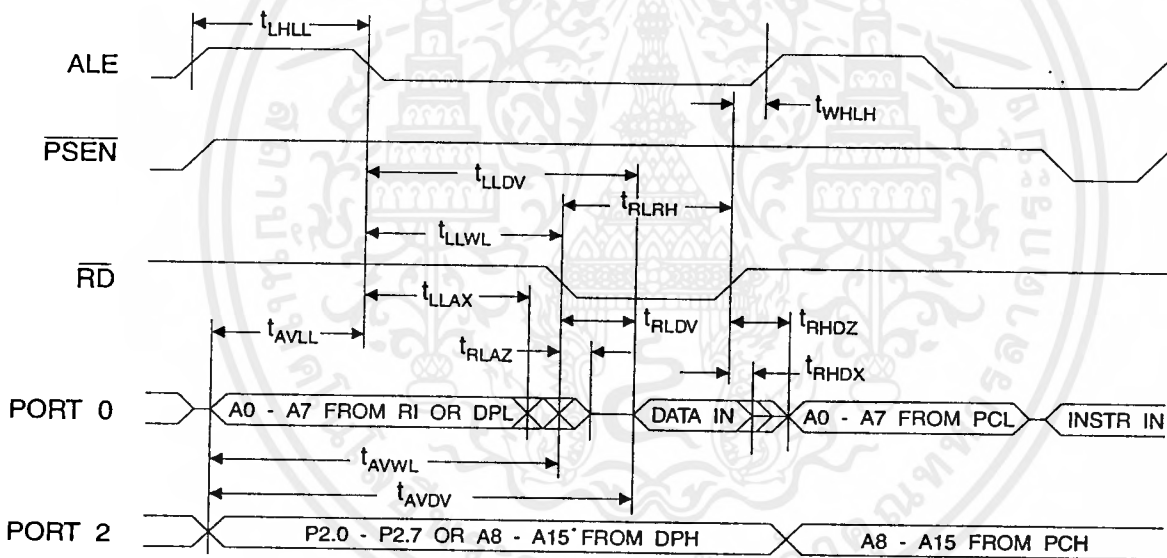 tLHLL
ALE
tWHLH
PSEN
tLLDV
tRLRH
tLLWL
RD
tLLAX
tAVLL
tRLDV
tRHDZ
tRLAZ
tRHDX
PORT 0
A0 - A7 FROM RI OR DPL
DATA IN
A0 - A7 FROM PCL
INSTR IN
tAVWL
tAVDV
PORT 2
P2.0 - P2.7 OR A8 - A15 FROM DPH
A8 - A15 FROM PCH